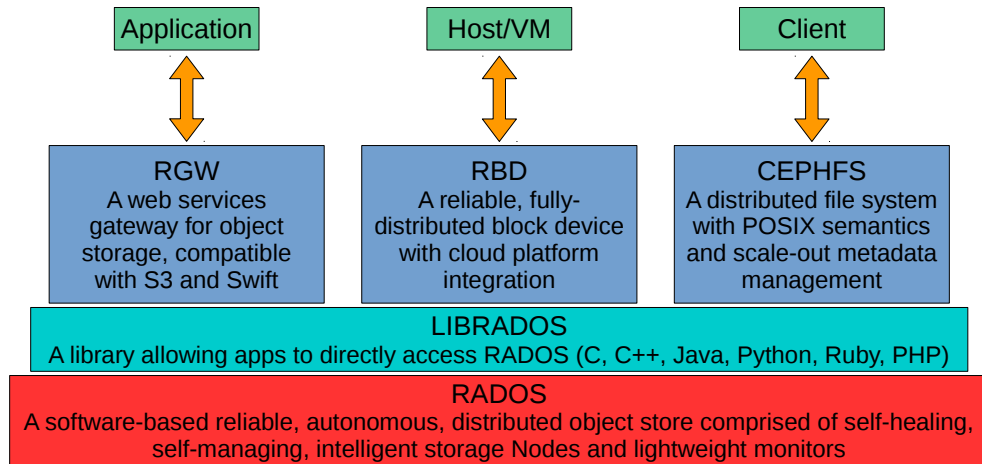 Application
Host/VM
Client
RGW
A web services
gateway for object
storage, compatible
with S3 and Swift
RBD
A reliable, fully-
distributed block device
with cloud platform
integration
CEPHFS
A distributed file system
with POSIX semantics
and scale-out metadata
management
LIBRADOS
A library allowing apps to directly access RADOS (C, C++, Java, Python, Ruby, PHP)
RADOS
A software-based reliable, autonomous, distributed object store comprised of self-healing,
self-managing, intelligent storage Nodes and lightweight monitors